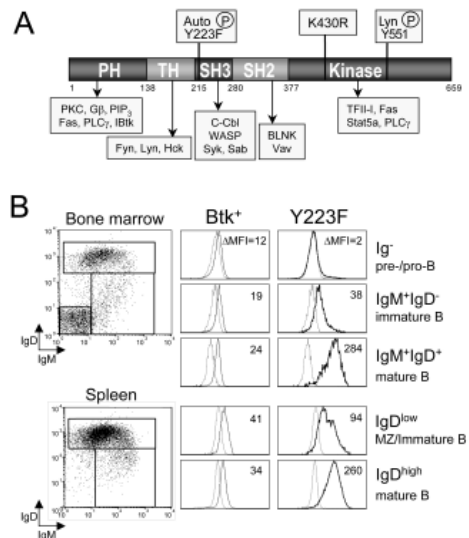 A
Auto P
Y223F
K430R
Lyn P
Y551
PH TH SH3 SH2 Kinase
1 138 215 280 377 659
PKC, Gβ, PIP3
Fas, PLCγ, IBtk
Fyn, Lyn, Hck
C-Cbl
WASP
Syk, Sab
BLNK
Vav
TFII-I, Fas
Stat5a, PLCγ
B
Bone marrow
Btk+ Y223F
ΔMFI=12 ΔMFI=2
Ig-
pre-/pro-B
19 38
IgM+IgD-
immature B
24 284
IgM+IgD+
mature B
IgD
IgM
Spleen
41 94
IgDlow
MZ/Immature B
34 260
IgDhigh
mature B
IgD
IgM